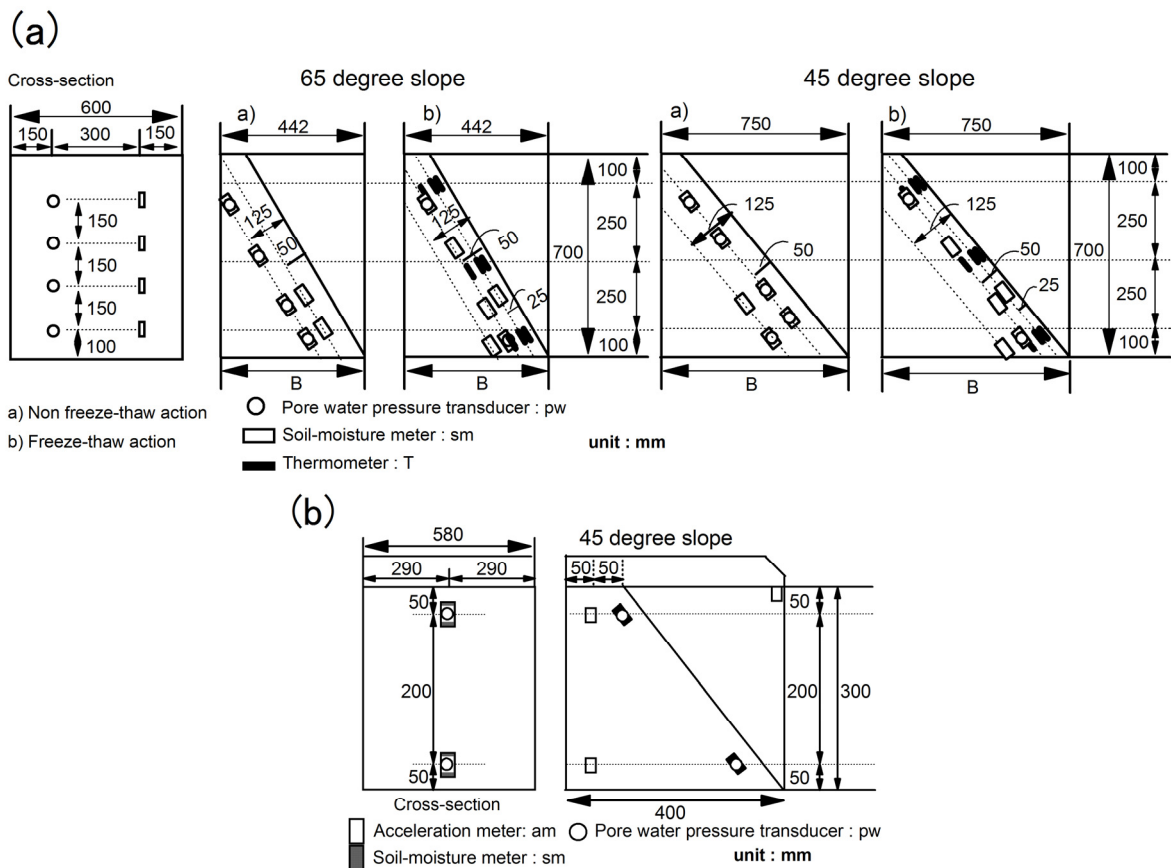 (a)
Cross-section
65 degree slope
45 degree slope
600
150 300 150
150
150
150
100
a)
442
125
50
B
b)
442
125
50
25
B
100
250
700
250
100
a)
750
125
50
B
b)
750
125
50
25
B
100
250
700
250
100
a) Non freeze-thaw action
b) Freeze-thaw action
Pore water pressure transducer : pw
Soil-moisture meter : sm
Thermometer : T
unit : mm
(b)
580
290 290
50
200
50
Cross-section
45 degree slope
50 50
50
200
300
50
400
Acceleration meter: am
Pore water pressure transducer : pw
Soil-moisture meter : sm
unit : mm